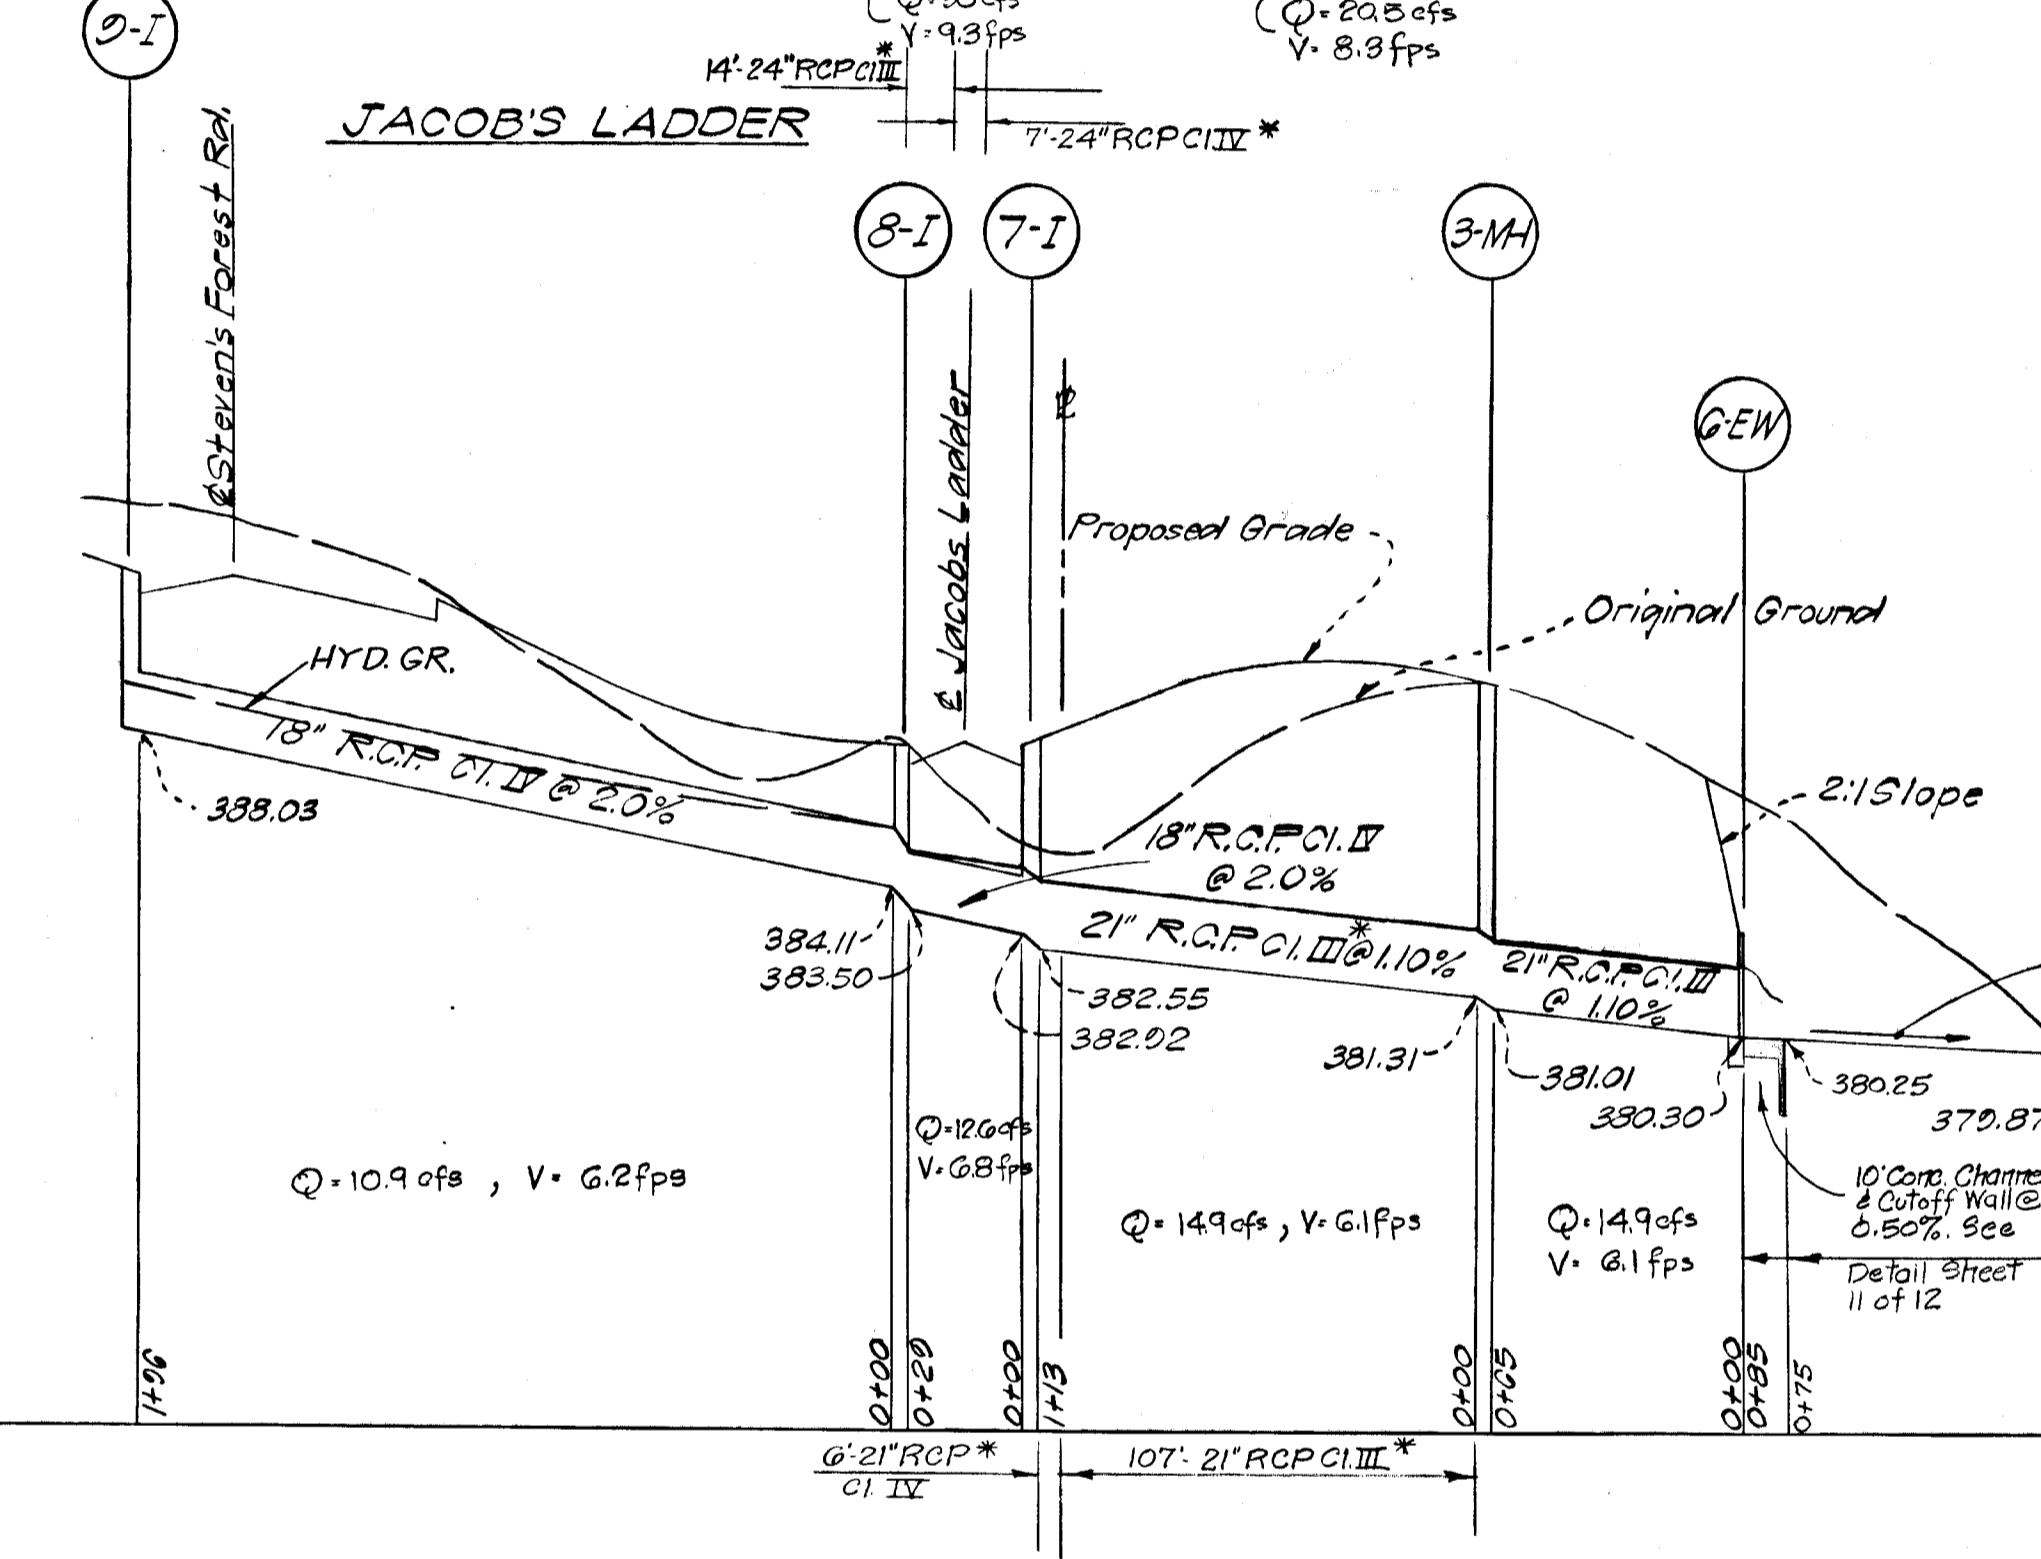 9-I
Q=30cfs
V=9.3fps
Q=20.5cfs
V=8.3fps
14'-24"RCP Cl III*
7'-24"RCP Cl IV*
JACOB'S LADDER
℄ Steven's Forest Rd.
8-I
7-I
3-MH
6-EW
℄ Jacobs Ladder
Proposed Grade
Original Ground
HYD. GR.
18" R.C.P. Cl. IV @ 2.0%
2:1 Slope
388.03
18" R.C.P. Cl. IV
@ 2.0%
21" R.C.P. Cl. III* @ 1.10%
21" R.C.P. Cl. III
@ 1.10%
384.11
383.50
382.55
382.92
381.31
381.01
380.30
380.25
379.87
Q=10.9 cfs , V= 6.2fps
Q=12.6cfs
V=6.8fps
Q=14.9cfs , V=6.1fps
Q=14.9cfs
V= 6.1fps
10' Conc. Channe
& Cutoff Wall @
0.50%. See
Detail Sheet
11 of 12
1+96
0+00
0+29
0+00
1+13
0+00
0+65
0+00
0+85
0+75
6'-21"RCP*
Cl. IV
107'-21"RCP Cl. III*